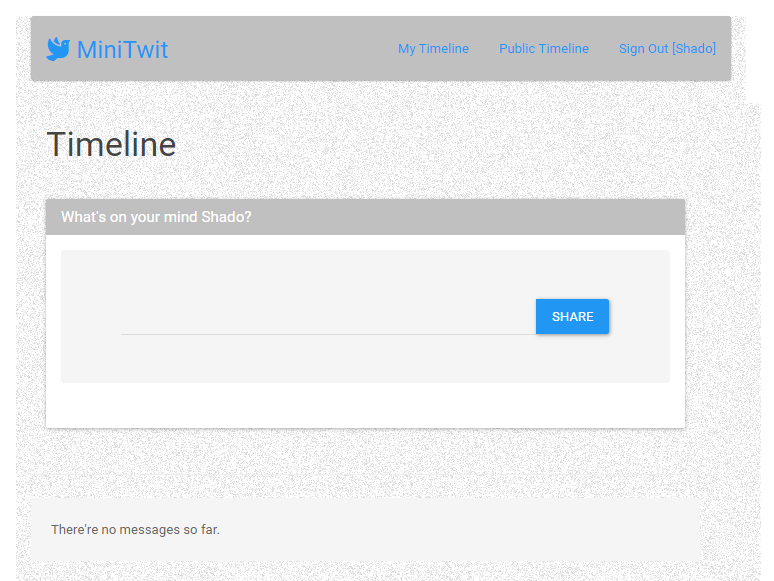 MiniTwit
My Timeline Public Timeline Sign Out [Shado]
Timeline
What's on your mind Shado?
SHARE
There're no messages so far.